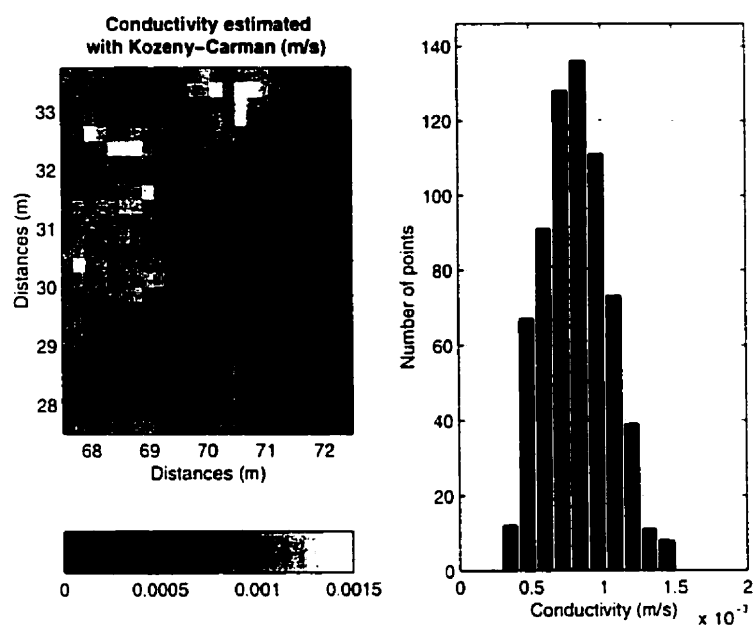 Conductivity estimated
with Kozeny-Carman (m/s)
Distances (m)
33
32
31
30
29
28
68 69 70 71 72
Distances (m)
0 0.0005 0.001 0.0015
Number of points
140
120
100
80
60
40
20
0
0 0.5 1 1.5 2
Conductivity (m/s)
x 10⁻³